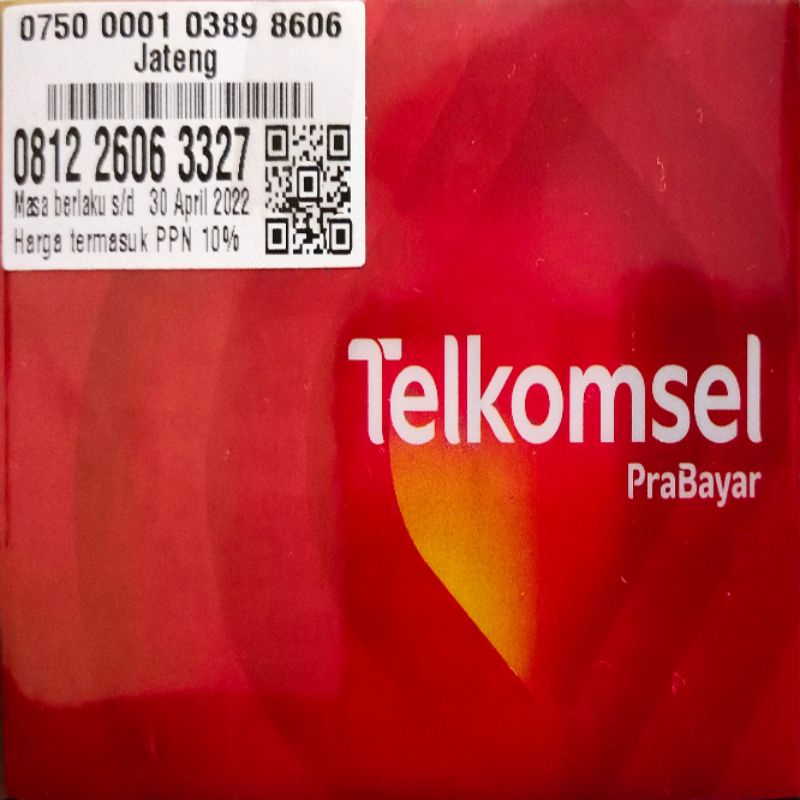 0750 0001 0389 8606
Jateng
0812 2606 3327
Masa berlaku s/d 30 April 2022
Harga termasuk PPN 10%
Telkomsel
PraBayar